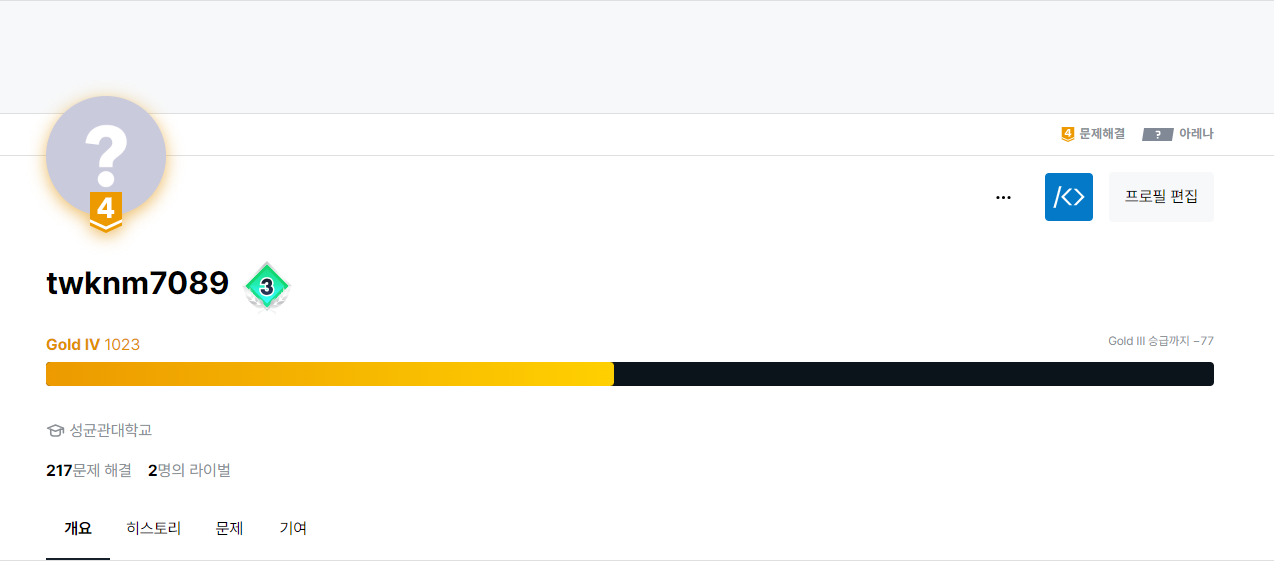 4 문제해결 ? 아레나
?
4
... /<> 프로필 편집
twknm7089 3
Gold IV 1023
Gold III 승급까지 −77
성균관대학교
217문제 해결 2명의 라이벌
개요 히스토리 문제 기여